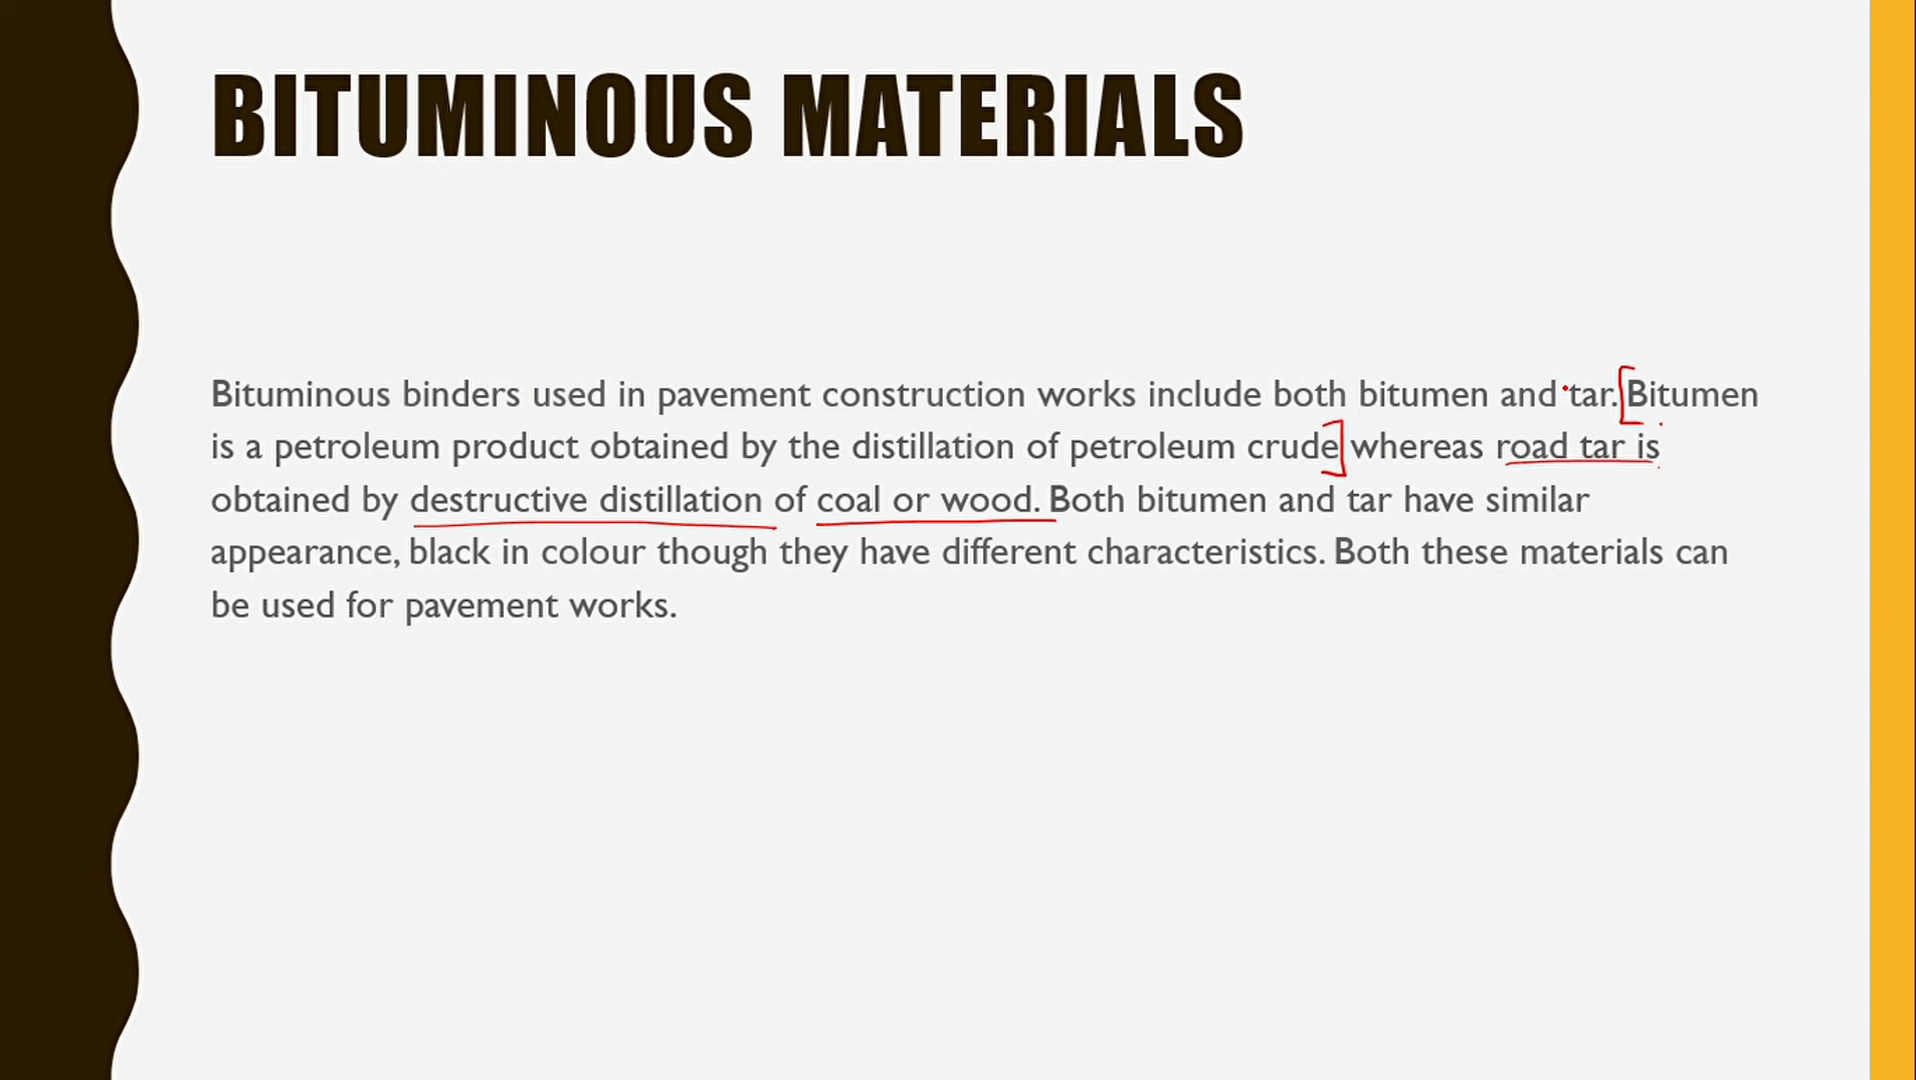 BITUMINOUS MATERIALS
Bituminous binders used in pavement construction works include both bitumen and tar. Bitumen
is a petroleum product obtained by the distillation of petroleum crude whereas road tar is
obtained by destructive distillation of coal or wood. Both bitumen and tar have similar
appearance, black in colour though they have different characteristics. Both these materials can
be used for pavement works.